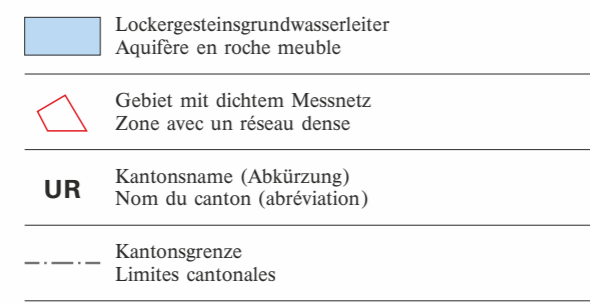 Lockergesteinsgrundwasserleiter
Aquifère en roche meuble
Gebiet mit dichtem Messnetz
Zone avec un réseau dense
UR
Kantonsname (Abkürzung)
Nom du canton (abréviation)
Kantonsgrenze
Limites cantonales